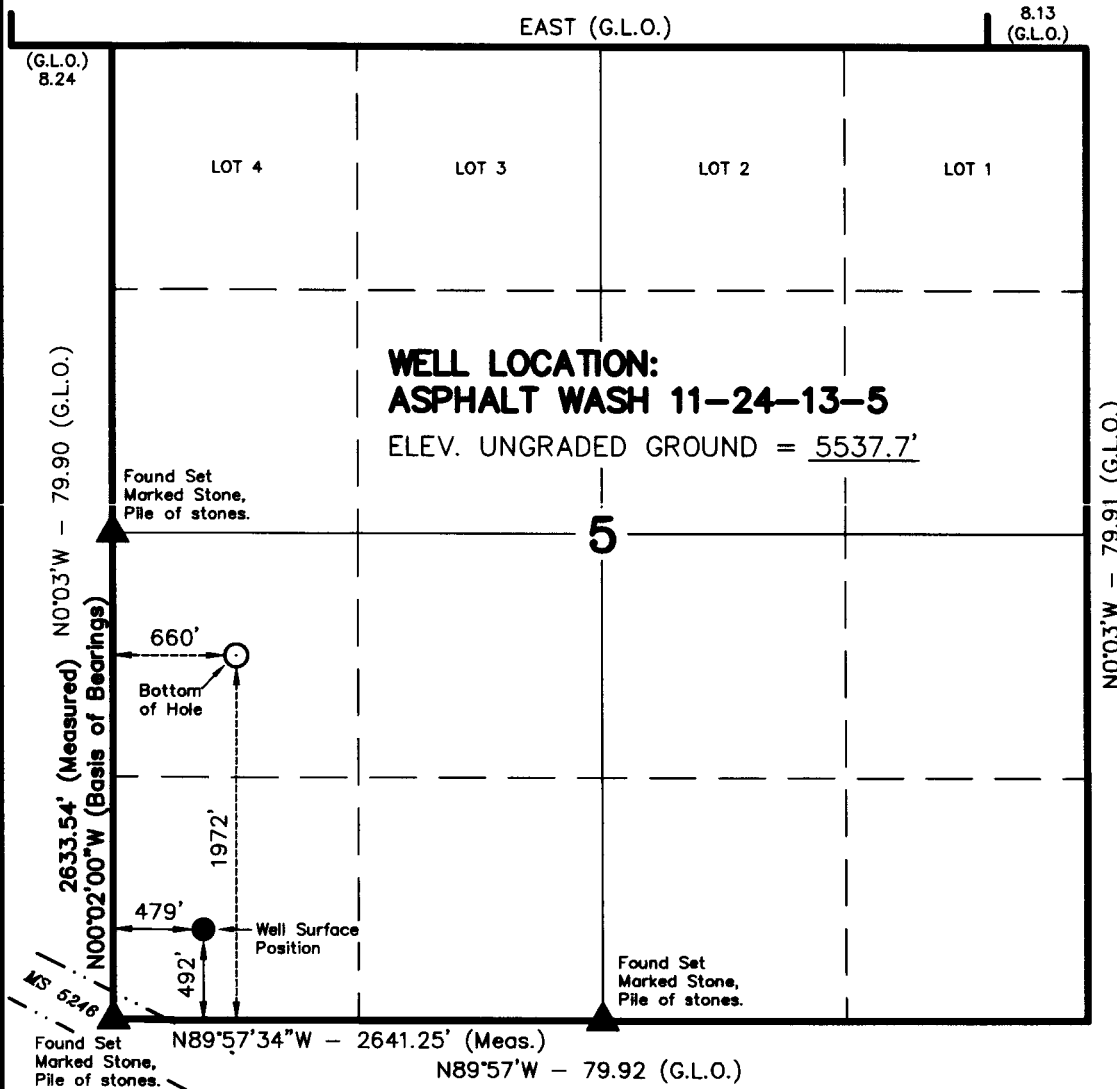 EAST (G.L.O.)
8.13
(G.L.O.)
(G.L.O.)
8.24
LOT 4
LOT 3
LOT 2
LOT 1
WELL LOCATION:
ASPHALT WASH 11-24-13-5
ELEV. UNGRADED GROUND = 5537.7'
N0°03'W - 79.90 (G.L.O.)
N0°03'W - 79.91 (G.L.O.)
Found Set
Marked Stone,
Pile of stones.
5
2633.54' (Measured)
N00°02'00"W (Basis of Bearings)
660'
Bottom
of Hole
1972'
479'
Well Surface
Position
492'
MS 5246
Found Set
Marked Stone,
Pile of stones.
Found Set
Marked Stone,
Pile of stones.
N89°57'34"W - 2641.25' (Meas.)
N89°57'W - 79.92 (G.L.O.)